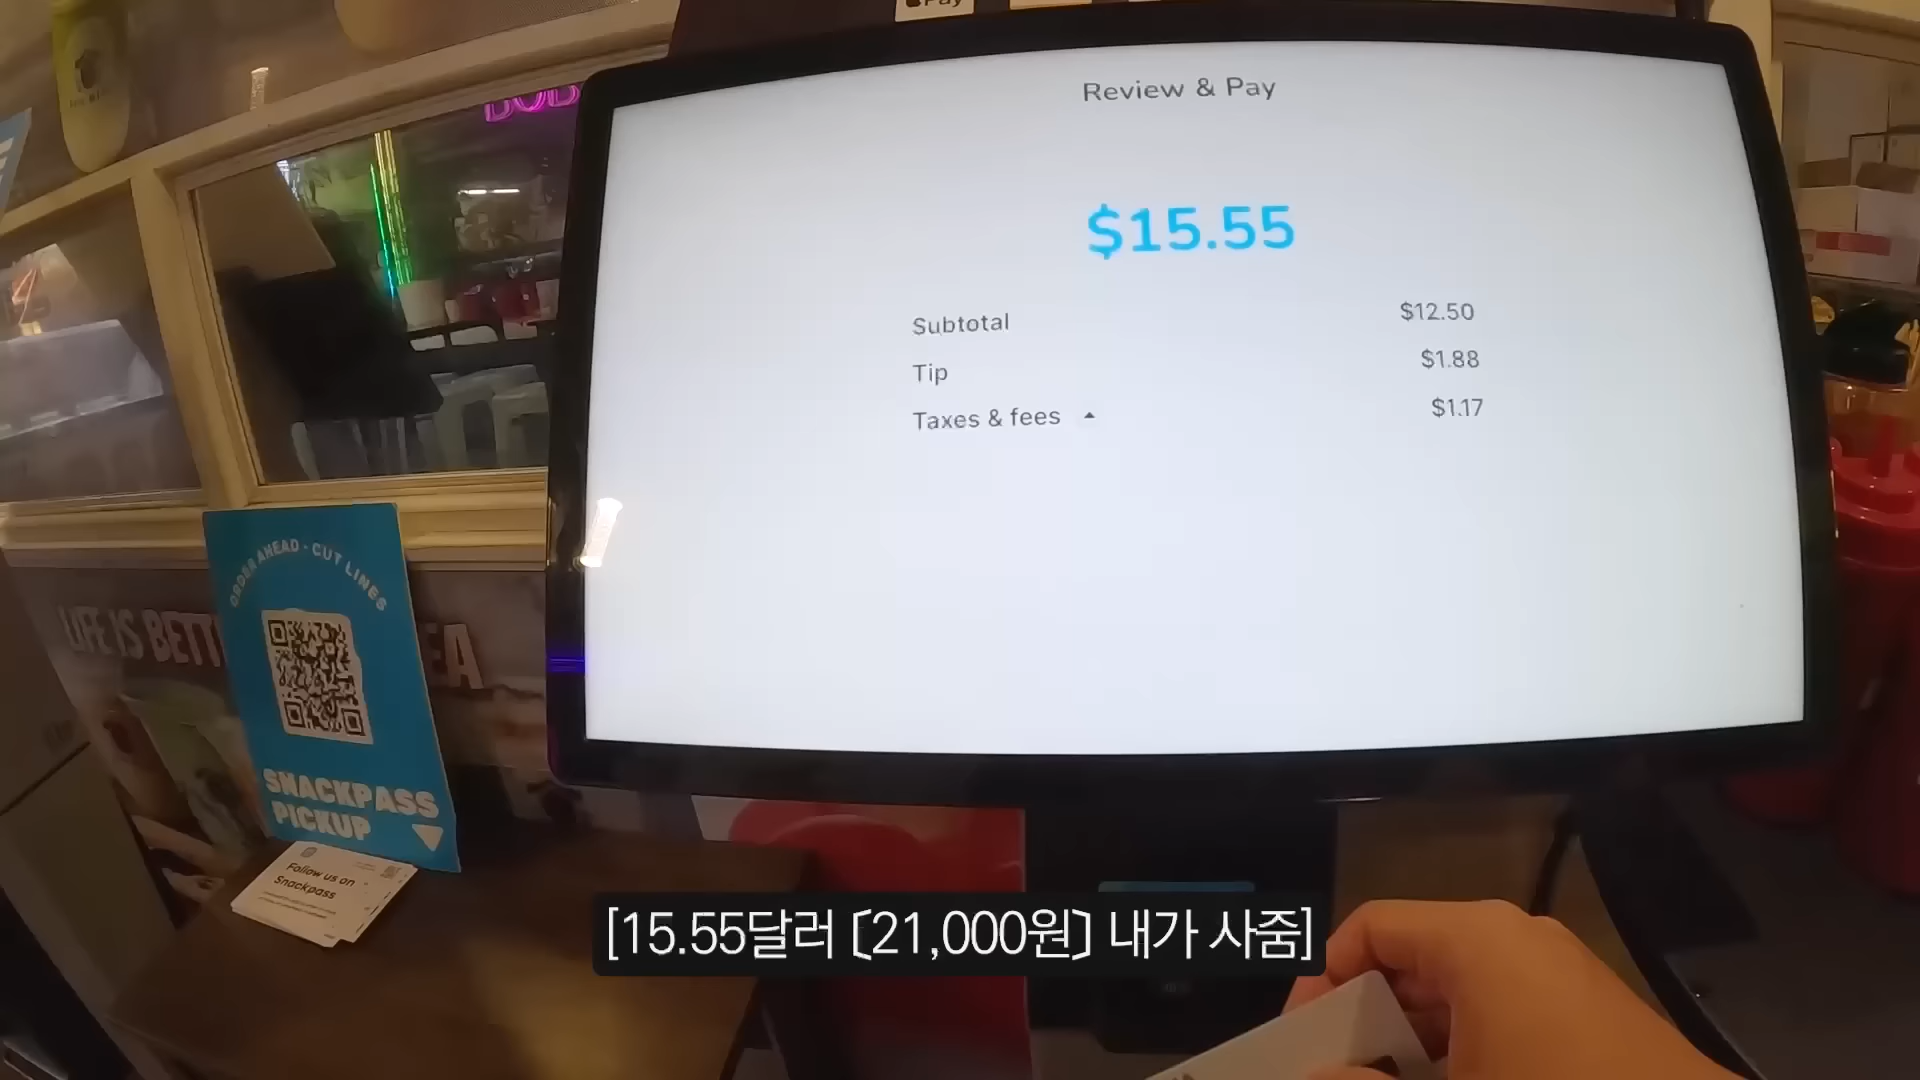 Pay
Review & Pay
$15.55
Subtotal $12.50
Tip $1.88
Taxes & fees $1.17
ORDER AHEAD · CUT LINES
LIFE IS
SNACKPASS
PICKUP
Follow us on
Snackpass
[15.55달러 (21,000원) 내가 사줌]